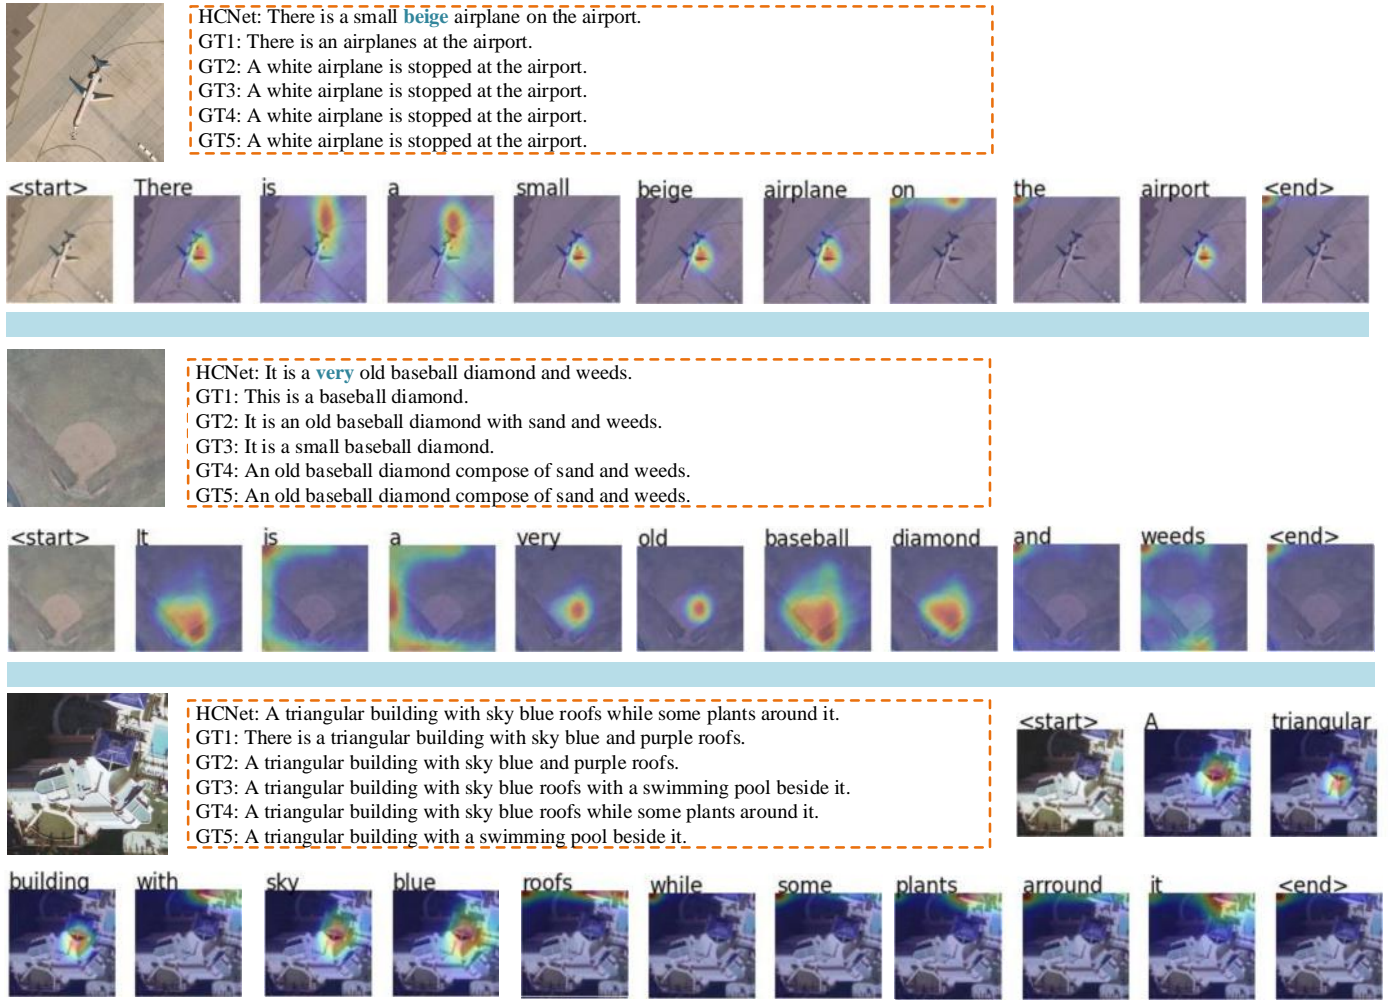 HCNet: There is a small beige airplane on the airport.
GT1: There is an airplanes at the airport.
GT2: A white airplane is stopped at the airport.
GT3: A white airplane is stopped at the airport.
GT4: A white airplane is stopped at the airport.
GT5: A white airplane is stopped at the airport.
<start> There is a small beige airplane on the airport <end>
HCNet: It is a very old baseball diamond and weeds.
GT1: This is a baseball diamond.
GT2: It is an old baseball diamond with sand and weeds.
GT3: It is a small baseball diamond.
GT4: An old baseball diamond compose of sand and weeds.
GT5: An old baseball diamond compose of sand and weeds.
<start> It is a very old baseball diamond and weeds <end>
HCNet: A triangular building with sky blue roofs while some plants around it.
GT1: There is a triangular building with sky blue and purple roofs.
GT2: A triangular building with sky blue and purple roofs.
GT3: A triangular building with sky blue roofs with a swimming pool beside it.
GT4: A triangular building with sky blue roofs while some plants around it.
GT5: A triangular building with a swimming pool beside it.
<start> A triangular
building with sky blue roofs while some plants arround it <end>